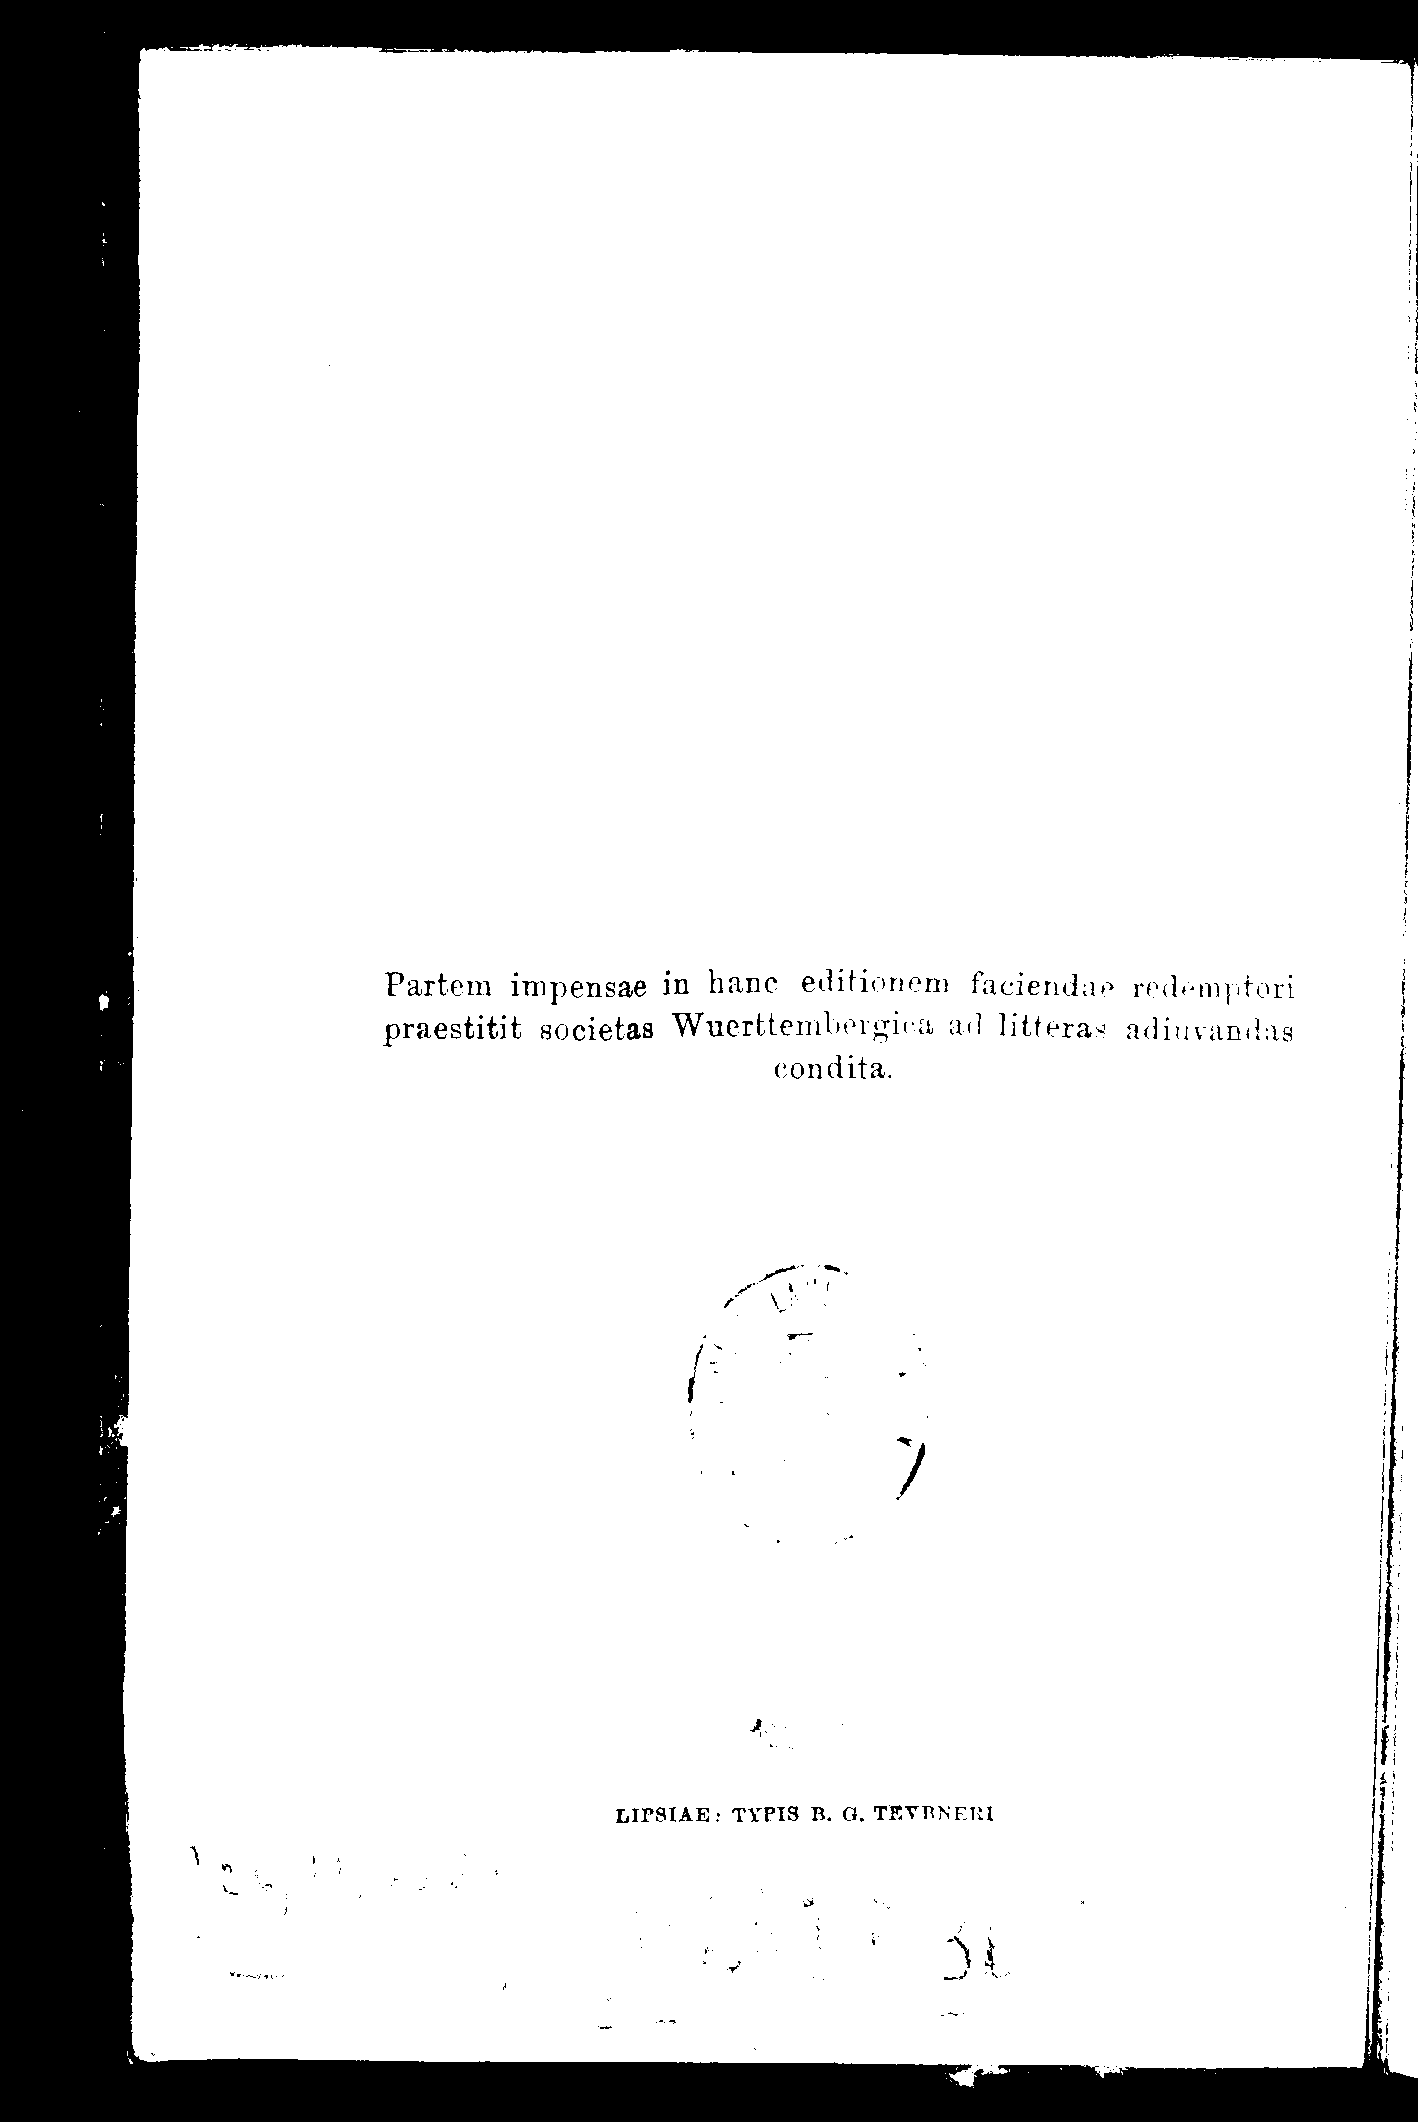 Partem impensae in hanc editionem faciendae redemptori
praestitit societas Wuerttembergica ad litteras adiuvandas
condita.
LIPSIAE: TYPIS B. G. TEVBNERI